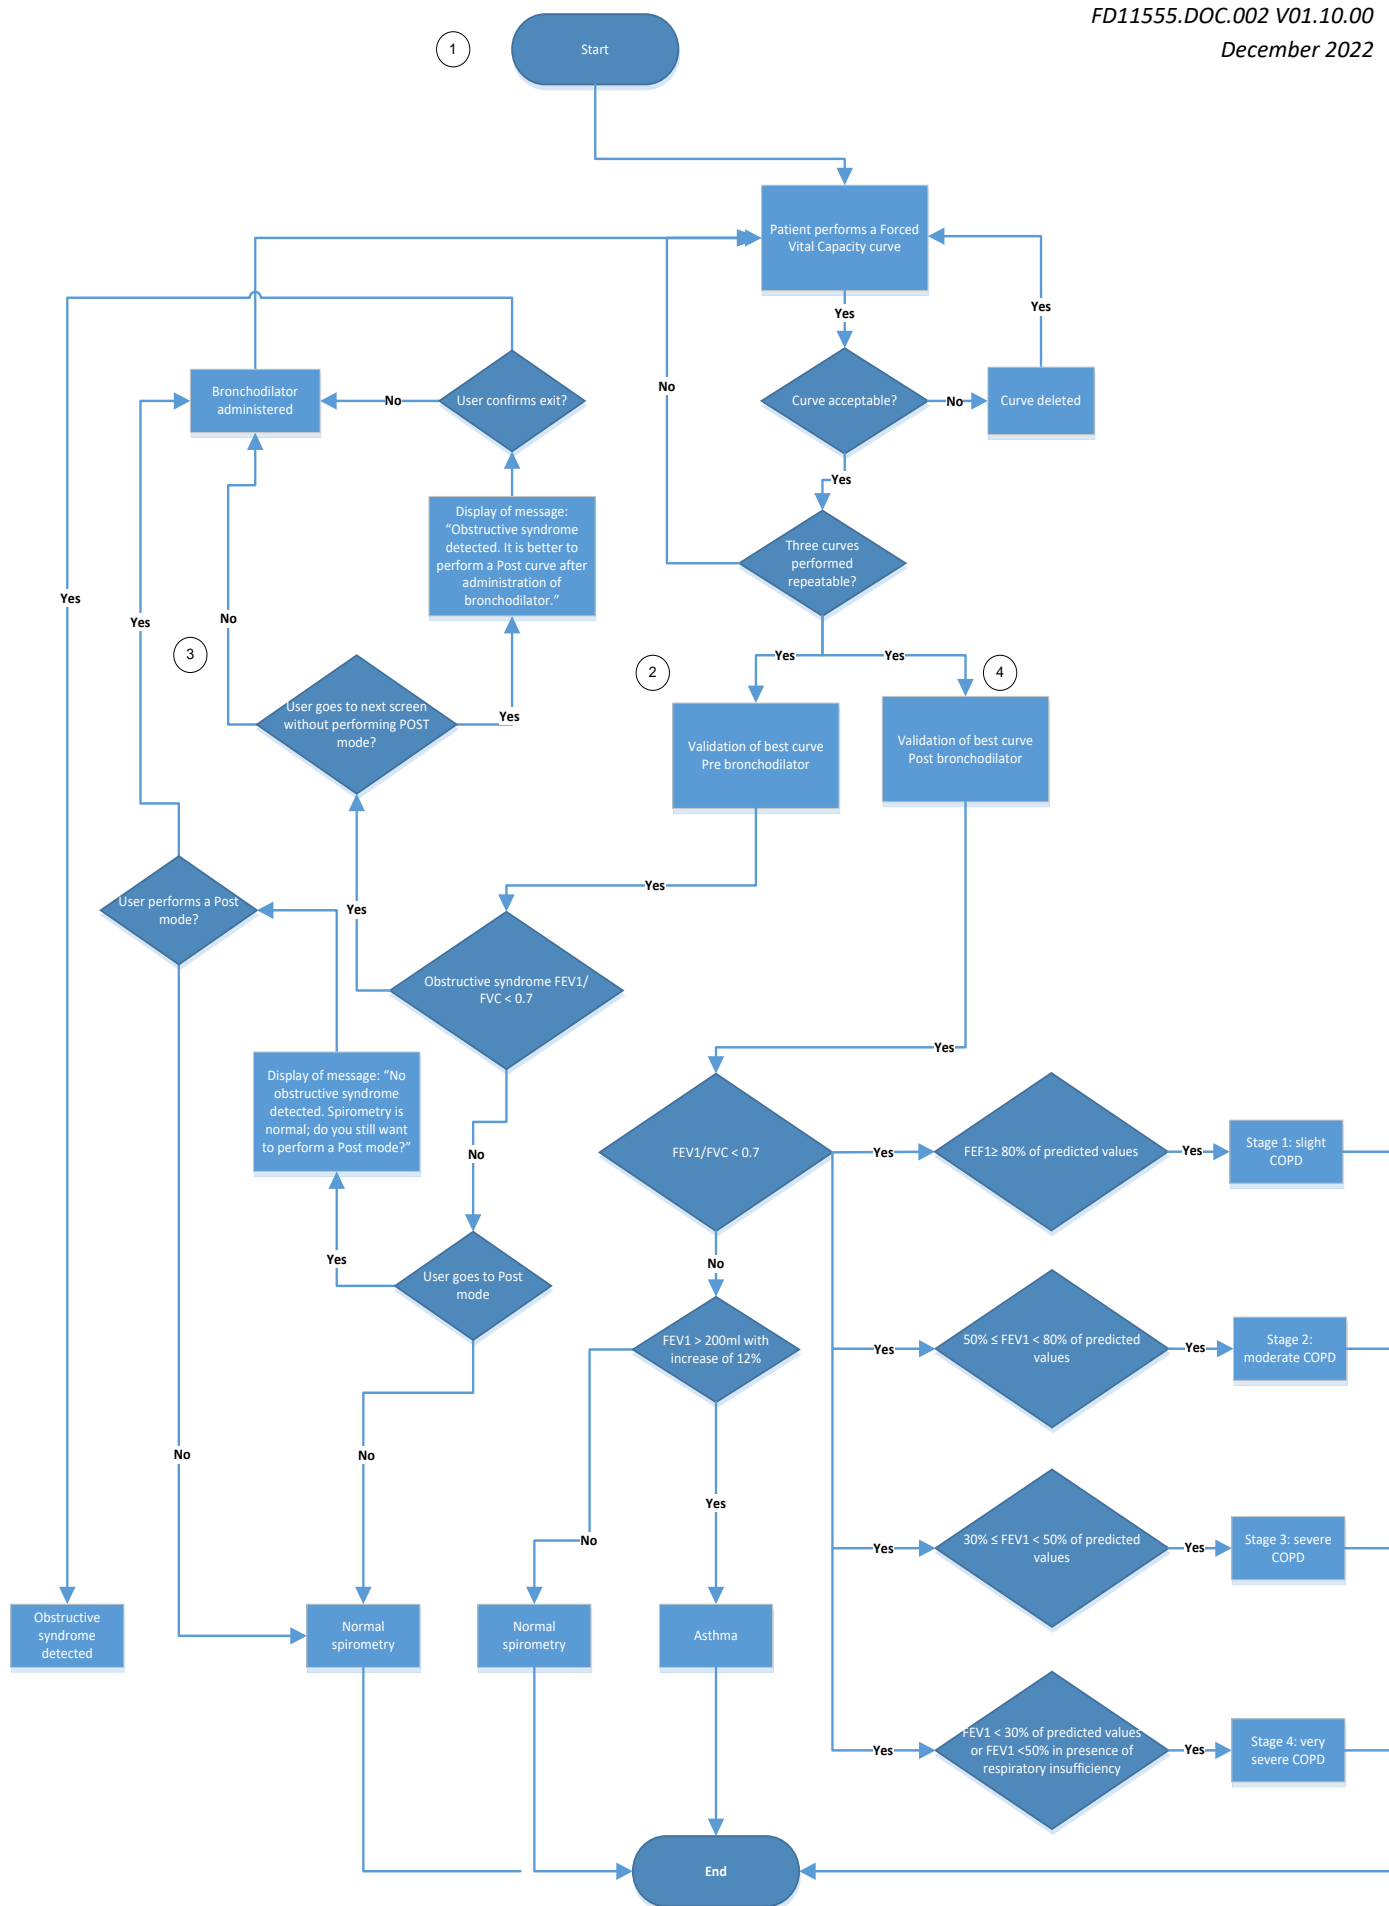 FD11555.DOC.002 V01.10.00
December 2022
1
Start
Patient performs a Forced
Vital Capacity curve
Yes
Yes
Bronchodilator
administered
No
User confirms exit?
No
Curve acceptable?
No
Curve deleted
Yes
Display of message:
“Obstructive syndrome
detected. It is better to
perform a Post curve after
administration of
bronchodilator.”
Three curves
performed
repeatable?
Yes
Yes
No
3
Yes
Yes
2
4
User goes to next screen
without performing POST
mode?
Yes
Validation of best curve
Pre bronchodilator
Validation of best curve
Post bronchodilator
Yes
User performs a Post
mode?
Yes
Obstructive syndrome FEV1/
FVC < 0.7
Yes
Display of message: “No
obstructive syndrome
detected. Spirometry is
normal; do you still want
to perform a Post mode?”
No
FEV1/FVC < 0.7
Yes
FEF1≥ 80% of predicted values
Yes
Stage 1: slight
COPD
Yes
User goes to Post
mode
No
FEV1 > 200ml with
increase of 12%
Yes
50% ≤ FEV1 < 80% of predicted
values
Yes
Stage 2:
moderate COPD
No
No
Yes
No
Yes
30% ≤ FEV1 < 50% of predicted
values
Yes
Stage 3: severe
COPD
Obstructive
syndrome
detected
Normal
spirometry
Normal
spirometry
Asthma
Yes
FEV1 < 30% of predicted values
or FEV1 <50% in presence of
respiratory insufficiency
Yes
Stage 4: very
severe COPD
End